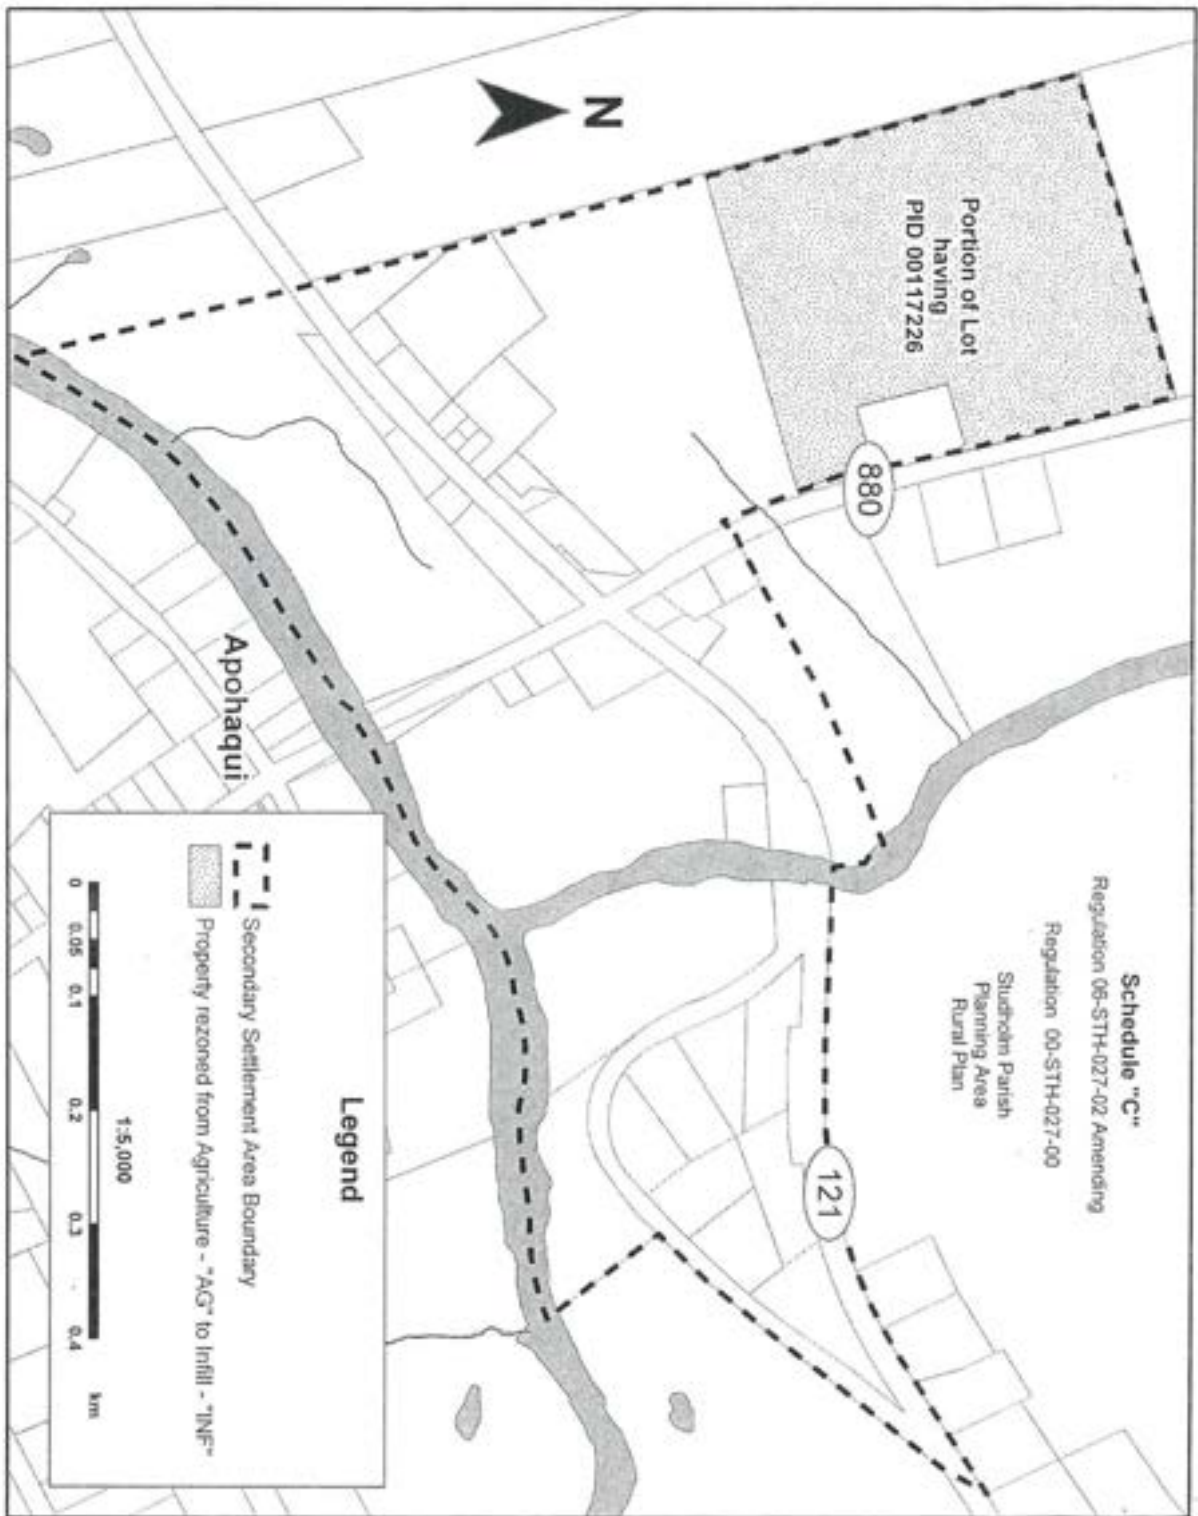 Schedule "C"
Regulation 06-STH-027-02 Amending
Regulation 00-STH-027-00
Studholm Parish
Planning Area
Rural Plan
N
Portion of Lot
having
PID 00117226
880
121
Apohaqui
Legend
Secondary Settlement Area Boundary
Property rezoned from Agriculture - "AG" to Infill - "INF"
1:5,000
0 0.05 0.1 0.2 0.3 0.4 km